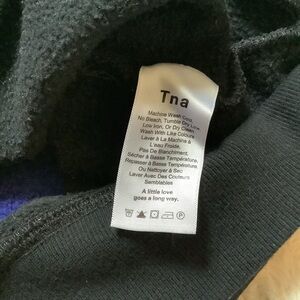 Tna
Machine Wash Cold,
No Bleach, Tumble Dry Low,
Low Iron, Or Dry Clean
Wash With Like Colours
Laver À La Machine À
L'eau Froide,
Pas De Blanchiment,
Sécher À Basse Température,
Repasser À Basse Température,
Ou Nettoyer À Sec
Laver Avec Des Couleurs
Semblables
A little love
goes a long way.
P